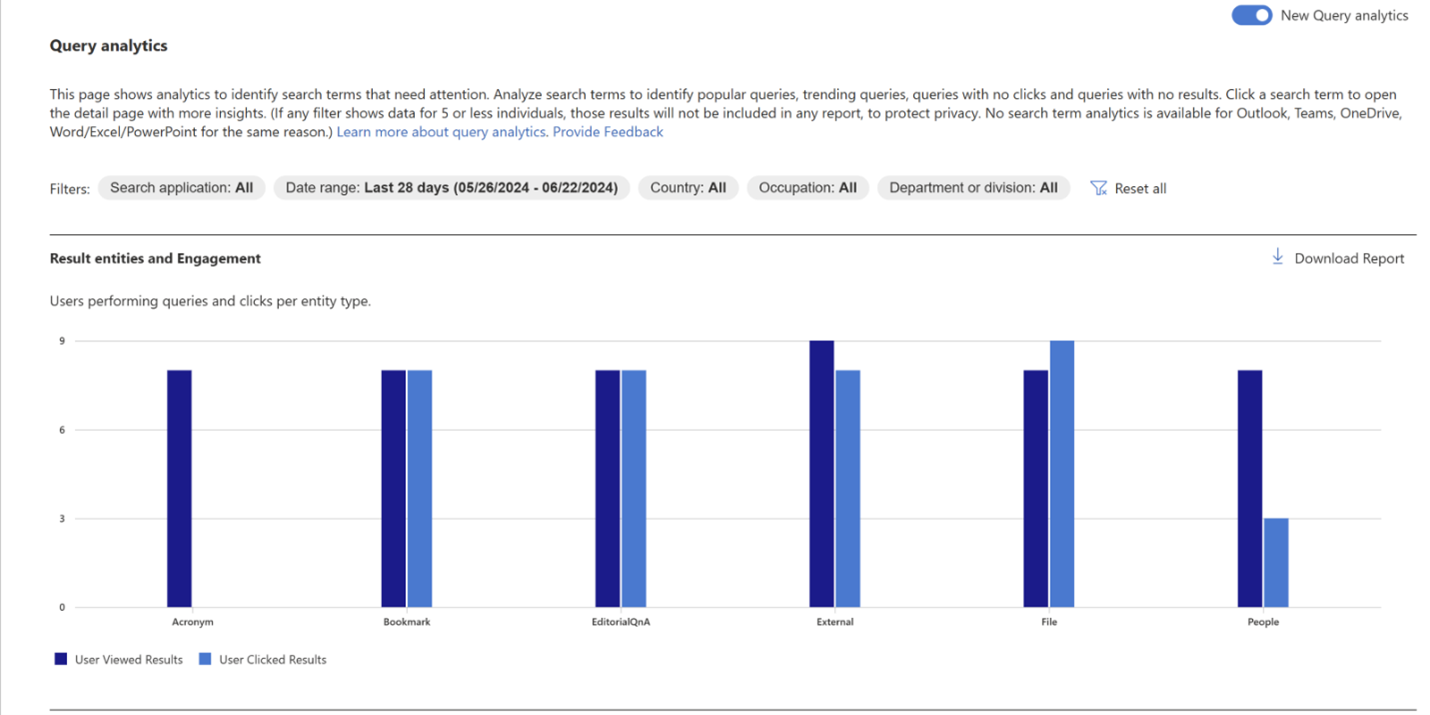 New Query analytics
Query analytics
This page shows analytics to identify search terms that need attention. Analyze search terms to identify popular queries, trending queries, queries with no clicks and queries with no results. Click a search term to open
the detail page with more insights. (If any filter shows data for 5 or less individuals, those results will not be included in any report, to protect privacy. No search term analytics is available for Outlook, Teams, OneDrive,
Word/Excel/PowerPoint for the same reason.) Learn more about query analytics. Provide Feedback
Filters: Search application: All Date range: Last 28 days (05/26/2024 - 06/22/2024) Country: All Occupation: All Department or division: All Reset all
Result entities and Engagement Download Report
Users performing queries and clicks per entity type.
9
6
3
0
Acronym Bookmark EditorialQnA External File People
User Viewed Results User Clicked Results